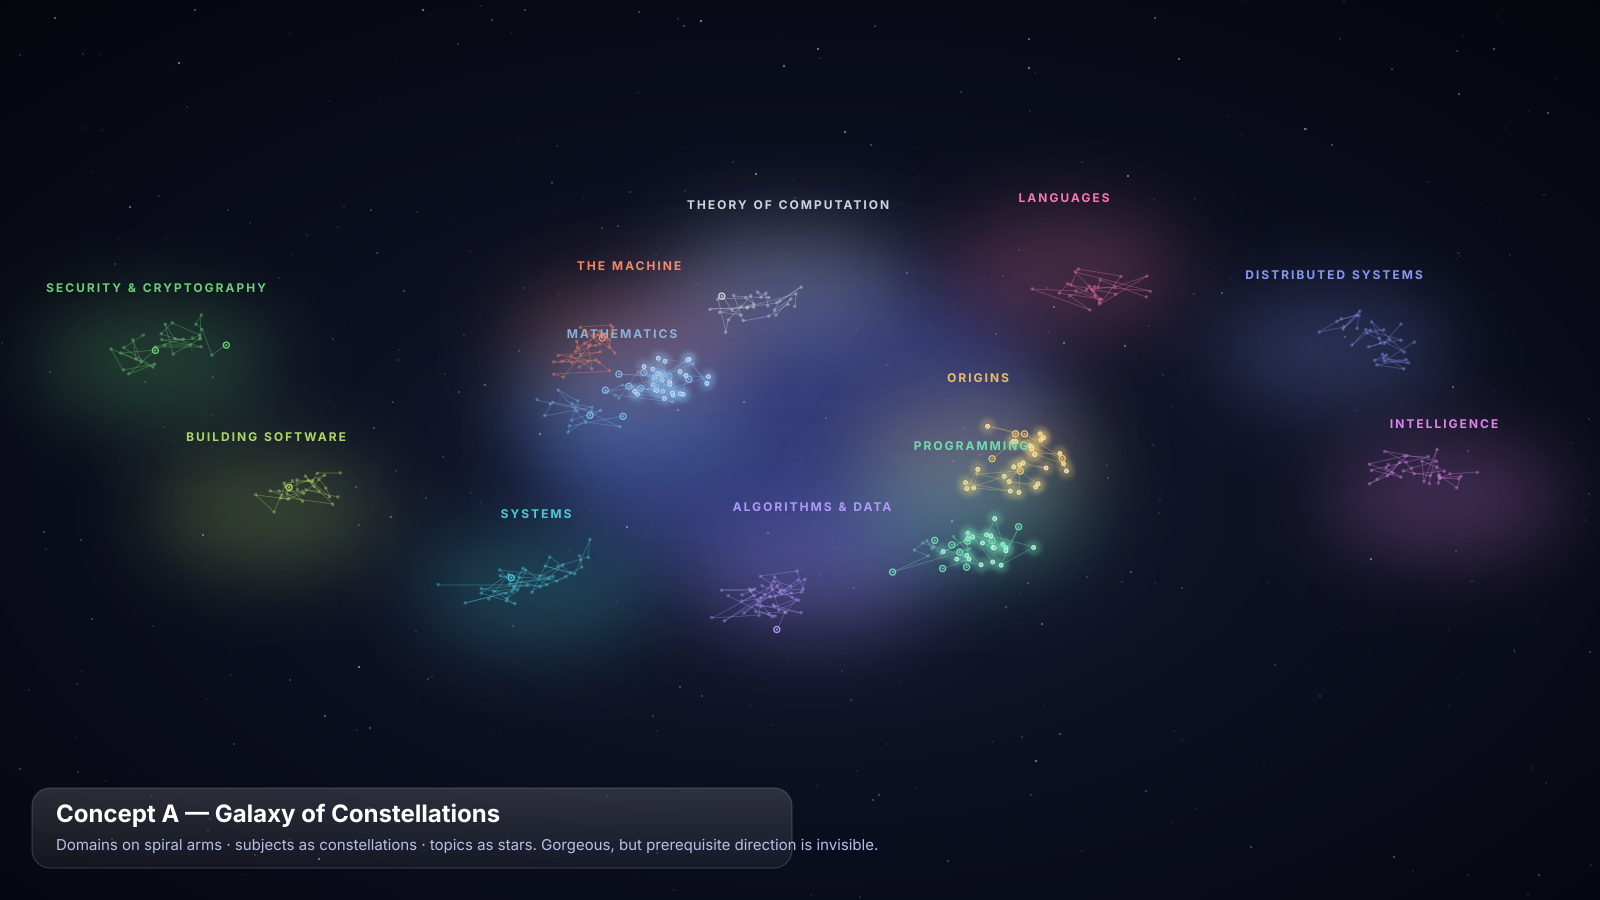 LANGUAGES
THEORY OF COMPUTATION
THE MACHINE
DISTRIBUTED SYSTEMS
SECURITY & CRYPTOGRAPHY
MATHEMATICS
ORIGINS
INTELLIGENCE
BUILDING SOFTWARE
PROGRAMMING
ALGORITHMS & DATA
SYSTEMS
Concept A — Galaxy of Constellations
Domains on spiral arms · subjects as constellations · topics as stars. Gorgeous, but prerequisite direction is invisible.